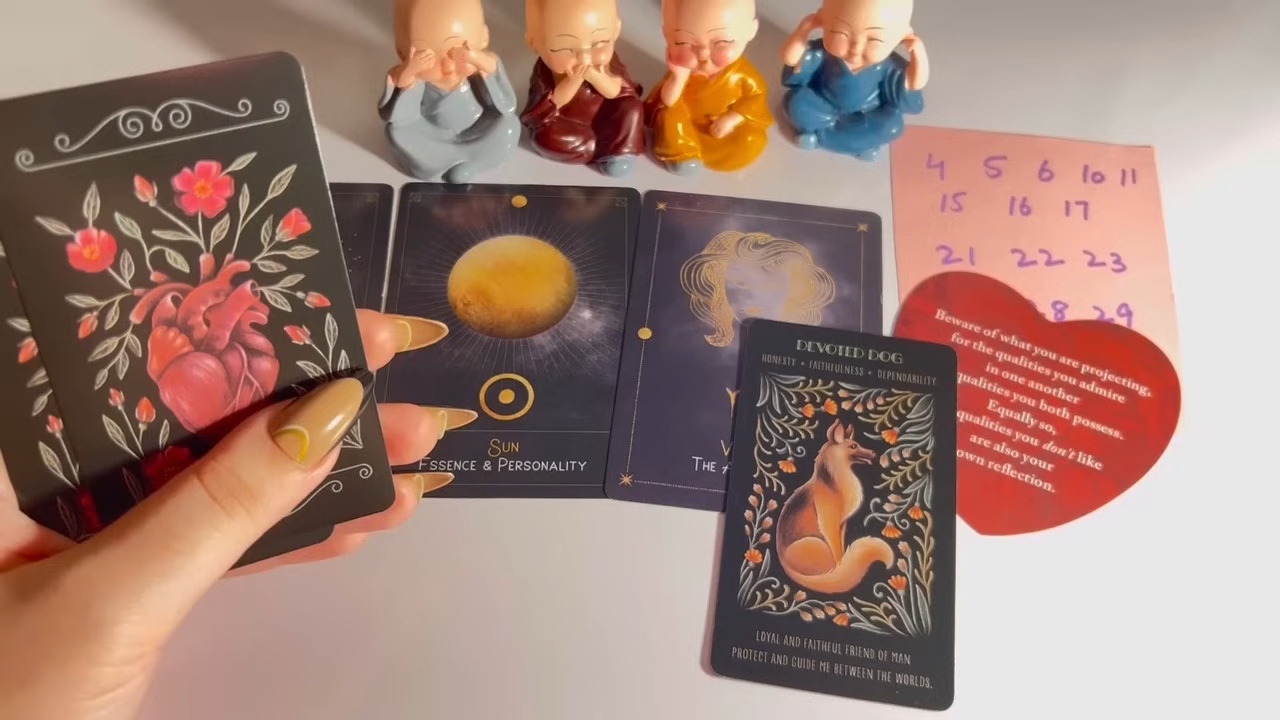 SUN
ESSENCE & PERSONALITY
THE
DEVOTED DOG
HONESTY • FAITHFULNESS • DEPENDABILITY
LOYAL AND FAITHFUL FRIEND OF MAN
PROTECT AND GUIDE ME BETWEEN THE WORLDS.
4 5 6 10 11
15 16 17
21 22 23
8 29
Beware of what you are projecting,
for the qualities you admire
in one another
qualities you both possess.
Equally so,
qualities you don't like
are also your
own reflection.